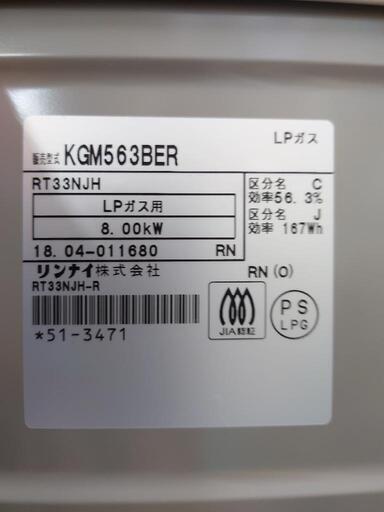 LPガス
販売型式 KGM563BER
RT33NJH
LPガス用
8.00kW
18.04-011680 RN
区分名 C
効率56.3%
区分名 J
効率 167Wh
リンナイ株式会社
RN(O)
RT33NJH-R
*51-3471
JIA認証
PS
LPG